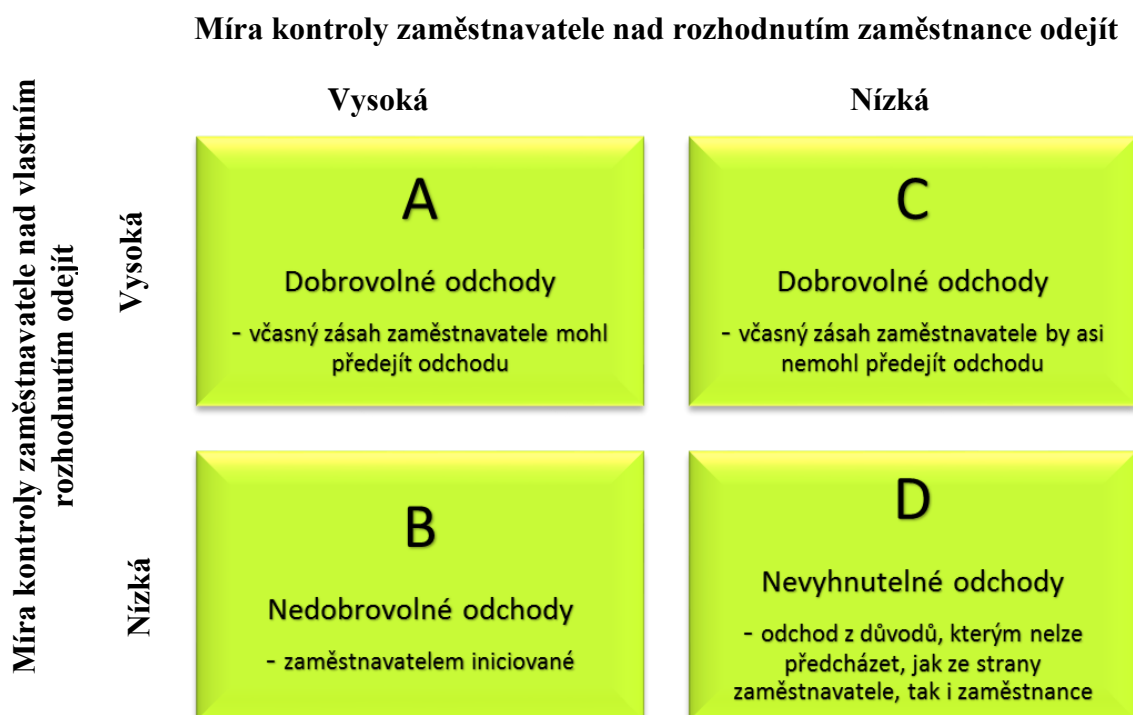 Míra kontroly zaměstnavatele nad rozhodnutím zaměstnance odejít
Vysoká
Nízká
Míra kontroly zaměstnavatele nad vlastním
rozhodnutím odejít
Vysoká
A
Dobrovolné odchody
- včasný zásah zaměstnavatele mohl
předejít odchodu
C
Dobrovolné odchody
- včasný zásah zaměstnavatele by asi
nemohl předejít odchodu
Nízká
B
Nedobrovolné odchody
- zaměstnavatelem iniciované
D
Nevyhnutelné odchody
- odchod z důvodů, kterým nelze
předcházet, jak ze strany
zaměstnavatele, tak i zaměstnance